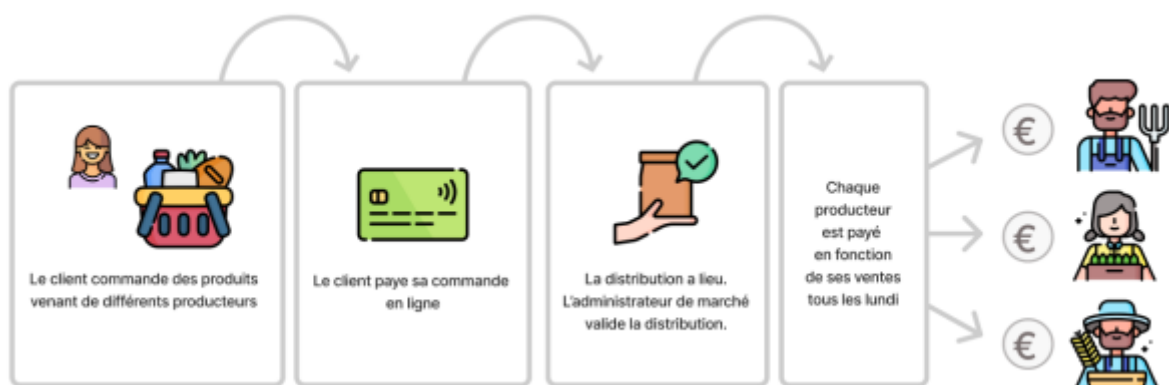 Le client commande des produits
venant de différents producteurs
Le client paye sa commande
en ligne
La distribution a lieu.
L'administrateur de marché
valide la distribution.
Chaque
producteur
est payé
en fonction
de ses ventes
tous les lundi
€
€
€